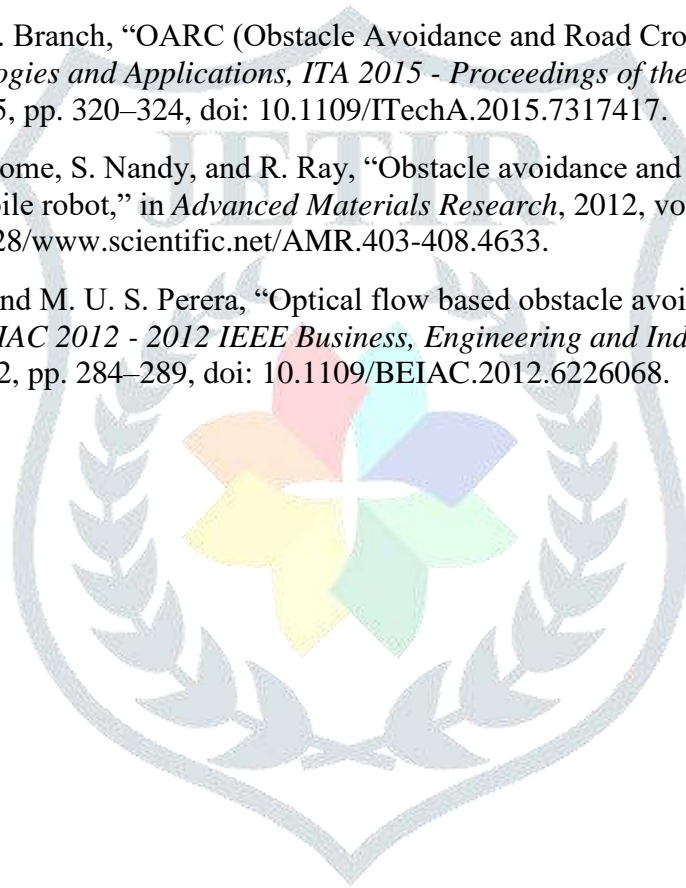 . Branch, “OARC (Obstacle Avoidance and Road Cro
ogies and Applications, ITA 2015 - Proceedings of the
5, pp. 320–324, doi: 10.1109/ITechA.2015.7317417.
JETIR
ome, S. Nandy, and R. Ray, “Obstacle avoidance and
ile robot,” in Advanced Materials Research, 2012, vo
28/www.scientific.net/AMR.403-408.4633.
nd M. U. S. Perera, “Optical flow based obstacle avoi
IAC 2012 - 2012 IEEE Business, Engineering and Ind
2, pp. 284–289, doi: 10.1109/BEIAC.2012.6226068.